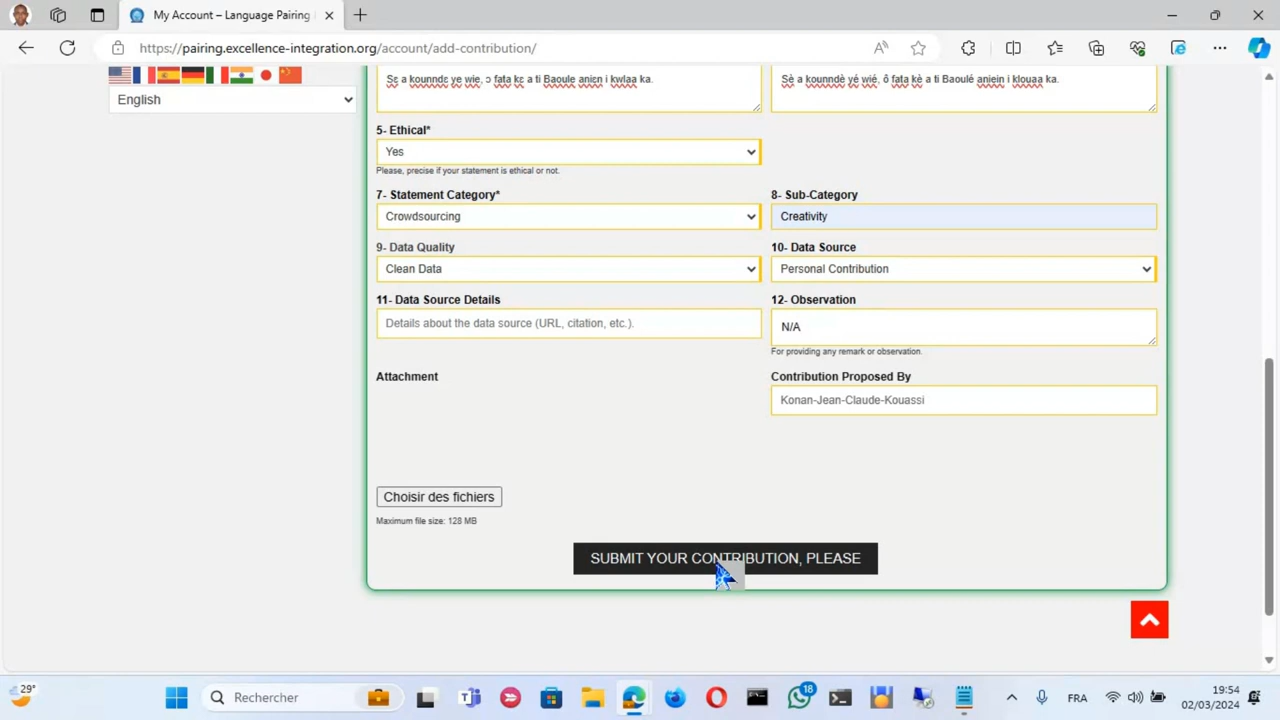 My Account – Language Pairing
https://pairing.excellence-integration.org/account/add-contribution/
English
Sɛ a kounndɛ ye wie, ɔ fata kɛ a ti Baoule aniɛn i kwlaa ka.
Sè a kounndè yé wié, ô fata kè a ti Baoulé aniein i klouaa ka.
5- Ethical*
Yes
Please, precise if your statement is ethical or not.
7- Statement Category*
8- Sub-Category
Crowdsourcing
Creativity
9- Data Quality
10- Data Source
Clean Data
Personal Contribution
11- Data Source Details
12- Observation
Details about the data source (URL, citation, etc.).
N/A
For providing any remark or observation.
Attachment
Contribution Proposed By
Konan-Jean-Claude-Kouassi
Choisir des fichiers
Maximum file size: 128 MB
SUBMIT YOUR CONTRIBUTION, PLEASE
29°
Rechercher
18
FRA
19:54
02/03/2024